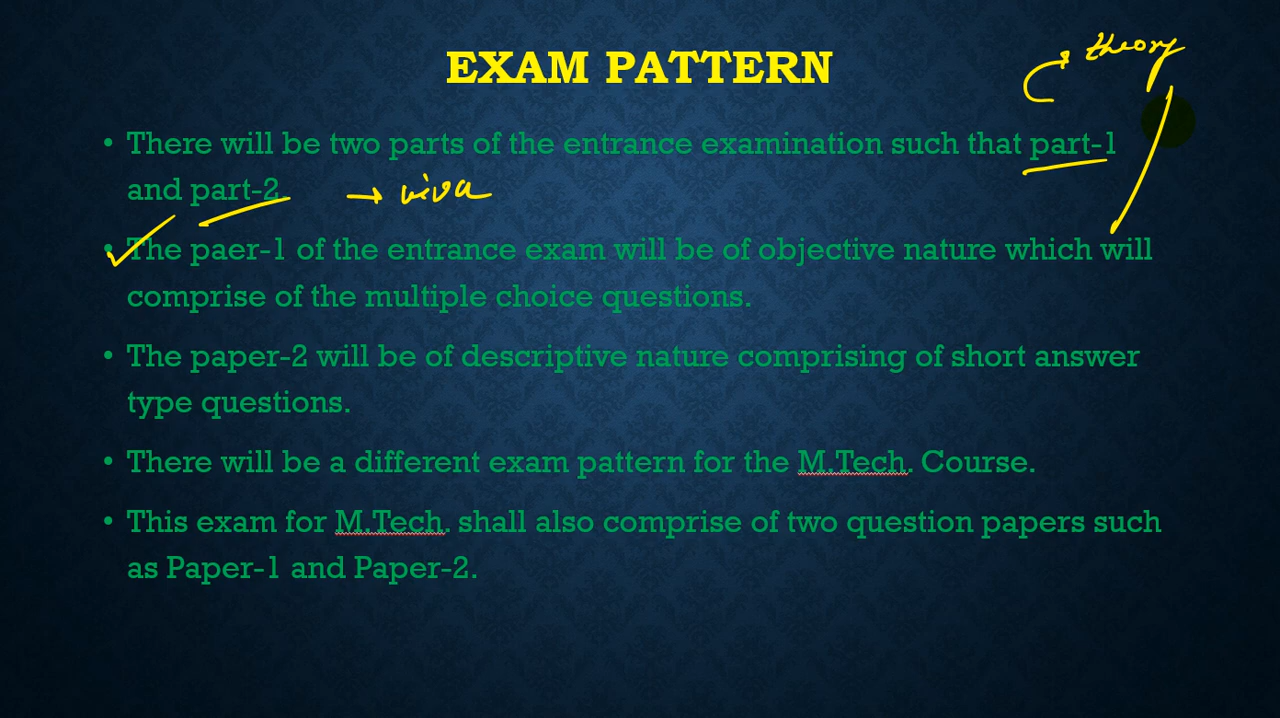 EXAM PATTERN
theory
• There will be two parts of the entrance examination such that part-1
and part-2. → viva
• The paer-1 of the entrance exam will be of objective nature which will
comprise of the multiple choice questions.
• The paper-2 will be of descriptive nature comprising of short answer
type questions.
• There will be a different exam pattern for the M.Tech. Course.
• This exam for M.Tech. shall also comprise of two question papers such
as Paper-1 and Paper-2.